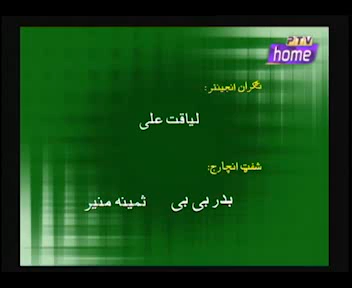 PTV
home
نگران انجینئر:
لیاقت علی
شفٹ انچارج:
بدر بی بی ثمینہ منیر